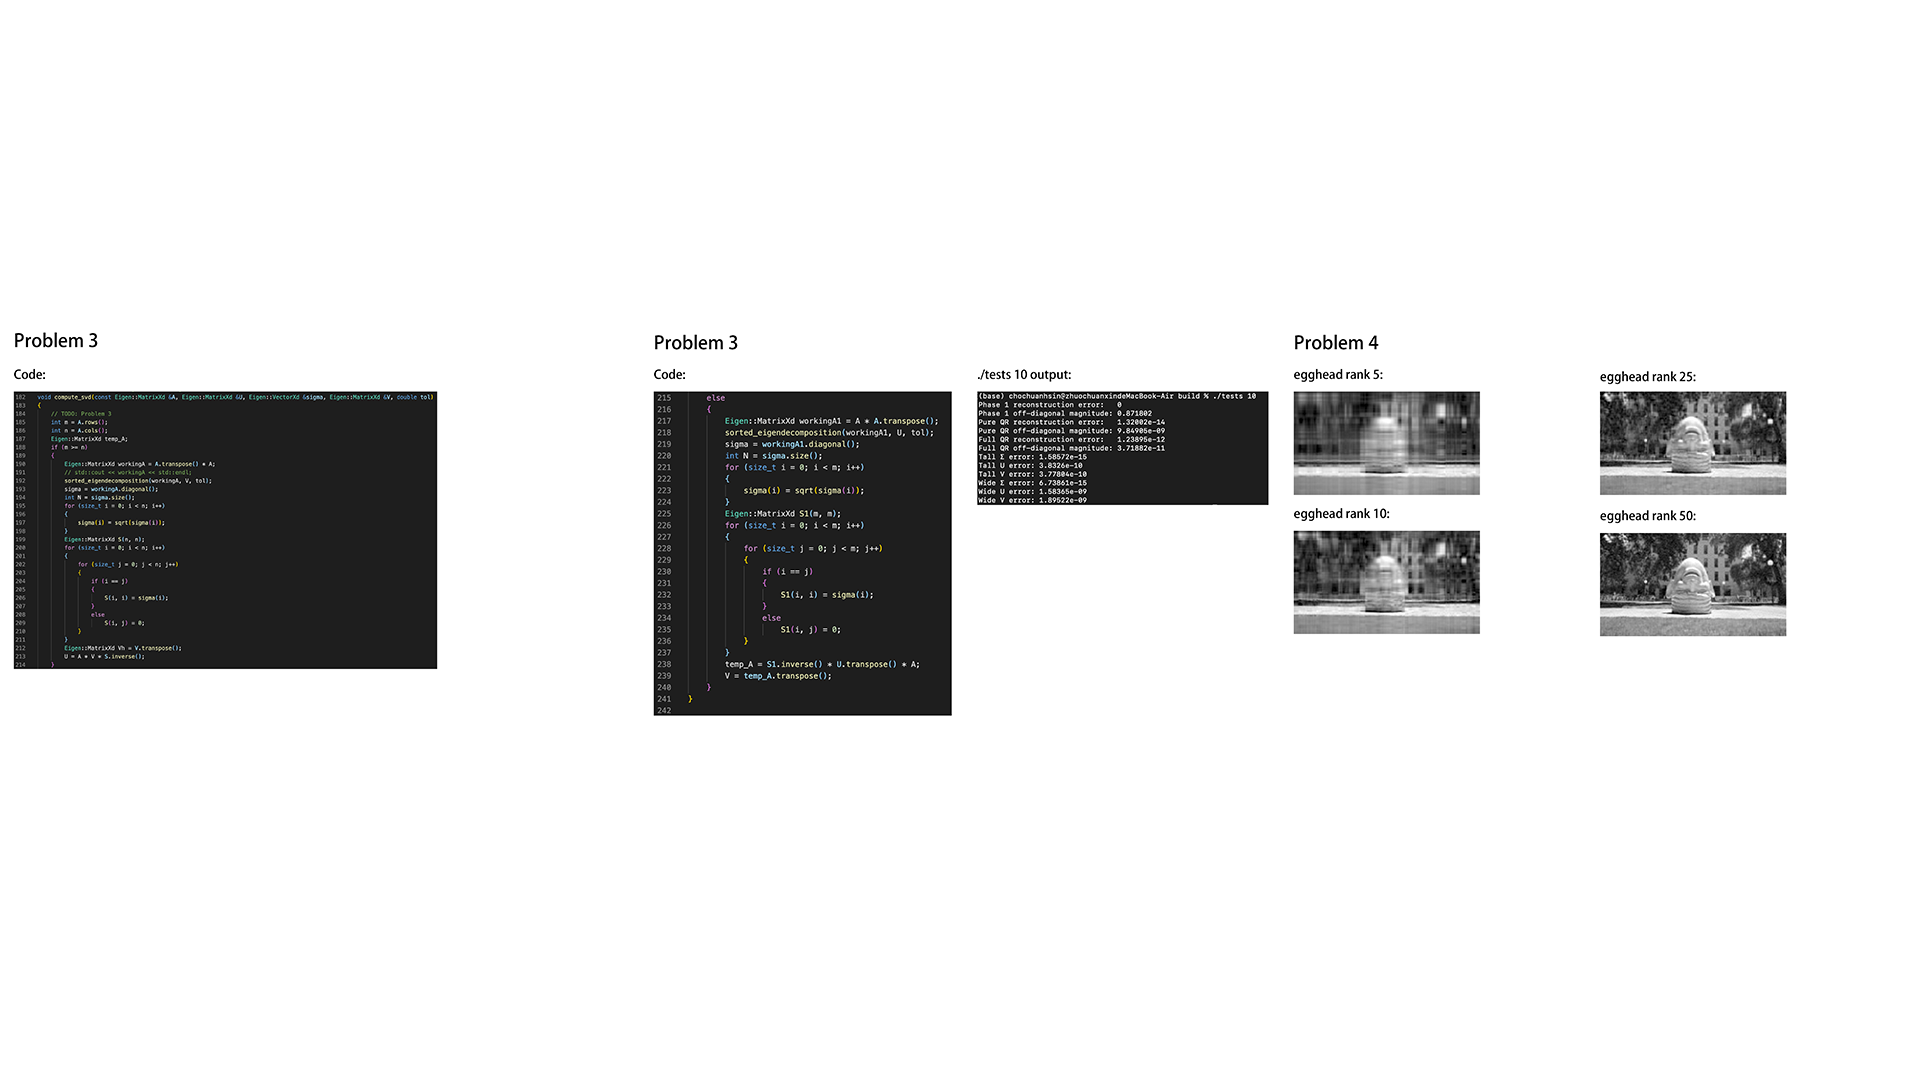 Problem 3
Code:
182 void compute_svd(const Eigen::MatrixXd &A, Eigen::MatrixXd &U, Eigen::VectorXd &sigma, Eigen::MatrixXd &V, double tol)
183 {
184 // TODO: Problem 3
185 int m = A.rows();
186 int n = A.cols();
187 Eigen::MatrixXd temp_A;
188 if (m >= n)
189 {
190 Eigen::MatrixXd workingA = A.transpose() * A;
191 // std::cout << workingA << std::endl;
192 sorted_eigendecomposition(workingA, V, tol);
193 sigma = workingA.diagonal();
194 int N = sigma.size();
195 for (size_t i = 0; i < n; i++)
196 {
197 sigma(i) = sqrt(sigma(i));
198 }
199 Eigen::MatrixXd S(n, n);
200 for (size_t i = 0; i < n; i++)
201 {
202 for (size_t j = 0; j < n; j++)
203 {
204 if (i == j)
205 {
206 S(i, i) = sigma(i);
207 }
208 else
209 S(i, j) = 0;
210 }
211 }
212 Eigen::MatrixXd Vh = V.transpose();
213 U = A * V * S.inverse();
214 }
Problem 3
Code:
215 else
216 {
217 Eigen::MatrixXd workingA1 = A * A.transpose();
218 sorted_eigendecomposition(workingA1, U, tol);
219 sigma = workingA1.diagonal();
220 int N = sigma.size();
221 for (size_t i = 0; i < m; i++)
222 {
223 sigma(i) = sqrt(sigma(i));
224 }
225 Eigen::MatrixXd S1(m, m);
226 for (size_t i = 0; i < m; i++)
227 {
228 for (size_t j = 0; j < m; j++)
229 {
230 if (i == j)
231 {
232 S1(i, i) = sigma(i);
233 }
234 else
235 S1(i, j) = 0;
236 }
237 }
238 temp_A = S1.inverse() * U.transpose() * A;
239 V = temp_A.transpose();
240 }
241 }
242
./tests 10 output:
(base) chochuanhsin@zhuochuanxindeMacBook-Air build % ./tests 10
Phase 1 reconstruction error: 0
Phase 1 off-diagonal magnitude: 0.871802
Pure QR reconstruction error: 1.32002e-14
Pure QR off-diagonal magnitude: 9.84905e-09
Full QR reconstruction error: 1.23895e-12
Full QR off-diagonal magnitude: 3.71882e-11
Tall Σ error: 1.58572e-15
Tall U error: 3.8326e-10
Tall V error: 3.77804e-10
Wide Σ error: 6.73861e-15
Wide U error: 1.58365e-09
Wide V error: 1.89522e-09
Problem 4
egghead rank 5:
egghead rank 10:
egghead rank 25:
egghead rank 50: